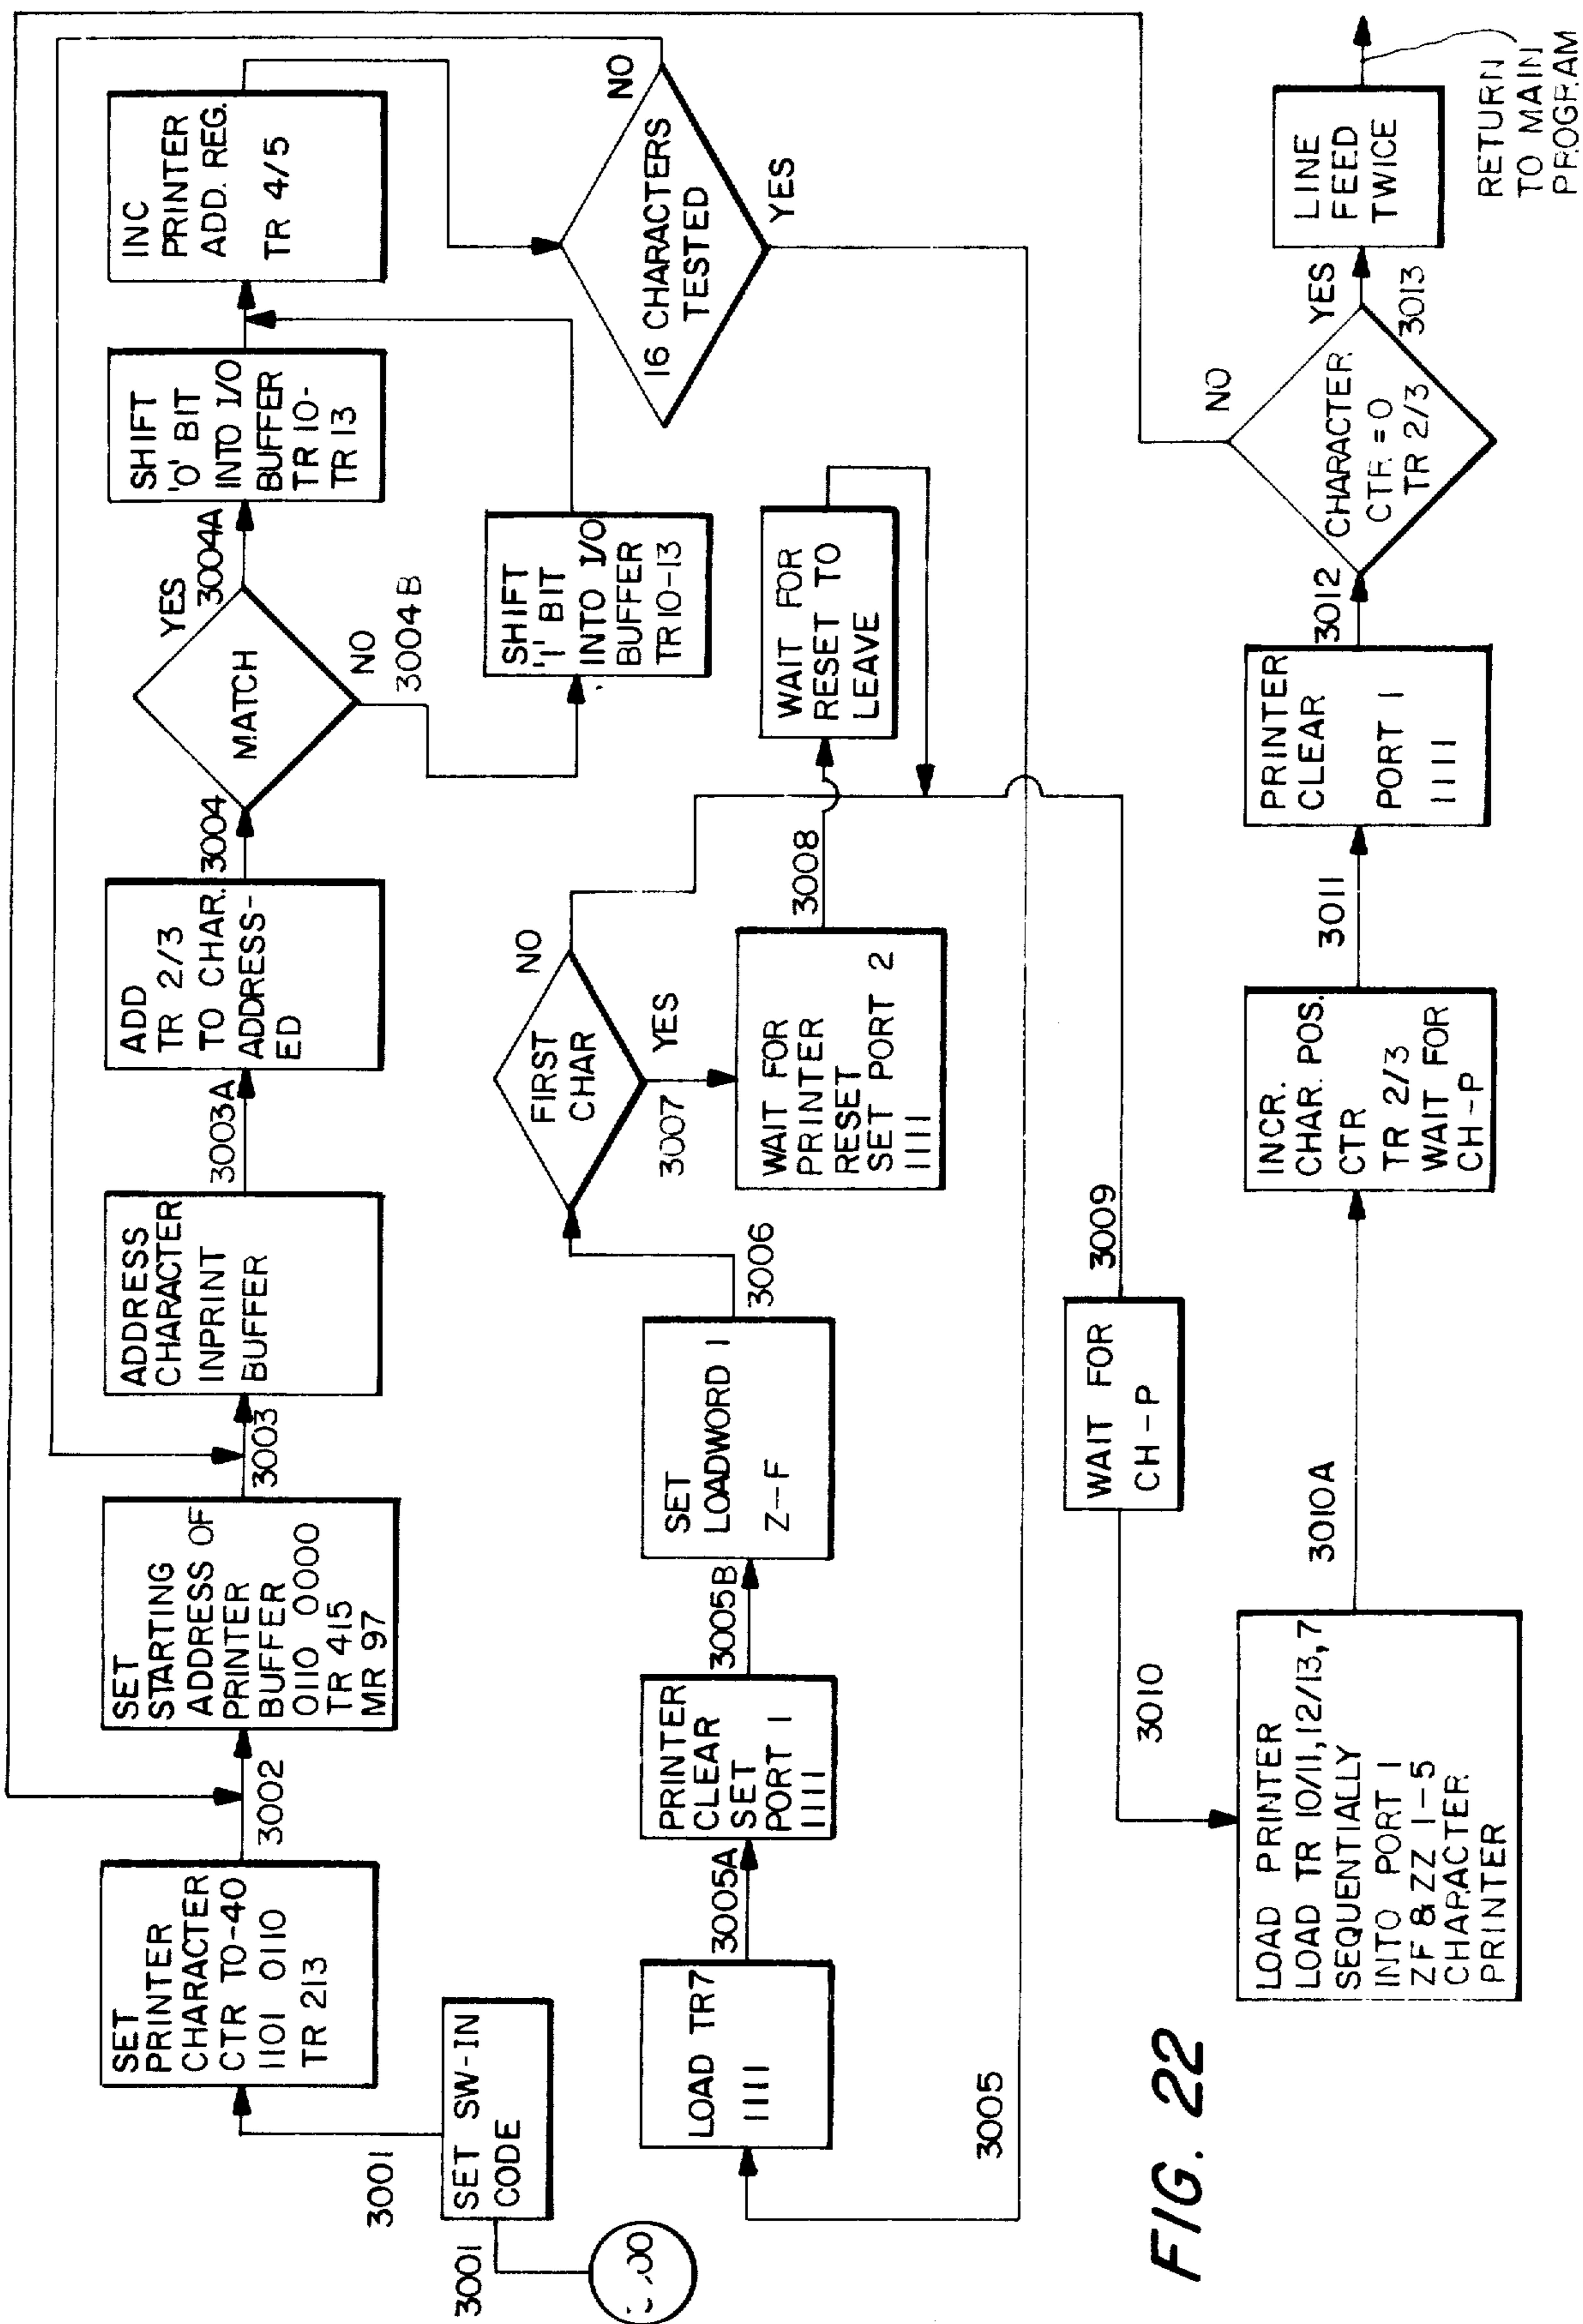 3001
SET SW-IN
CODE
3001
SET
PRINTER
CHARACTER
CTR TO-40
1101 0110
TR 213
3002
SET
STARTING
ADDRESS OF
PRINTER
BUFFER
0110 0000
TR 415
MR 97
3003
ADDRESS
CHARACTER
INPRINT
BUFFER
3003A
ADD
TR 2/3
TO CHAR.
ADDRESS-
ED
3004
MATCH
YES
3004A
NO
3004B
SHIFT
'0' BIT
INTO I/O
BUFFER
TR 10-
TR 13
SHIFT
'1' BIT
INTO I/O
BUFFER
TR10-13
INC
PRINTER
ADD. REG.
TR 4/5
16 CHARACTERS
TESTED
NO
YES
3005
LOAD TR7
1111
3005A
PRINTER
CLEAR
SET
PORT 1
1111
3005B
SET
LOADWORD 1
Z-F
3006
FIRST
CHAR
NO
YES
3007
WAIT FOR
PRINTER
RESET
SET PORT 2
1111
3008
WAIT FOR
RESET TO
LEAVE
3009
WAIT FOR
CH-P
3010
LOAD PRINTER
LOAD TR 10/11, 12/13, 7
SEQUENTIALLY
INTO PORT 1
ZF & ZZ 1-5
CHARACTER
PRINTER
3010A
INCR.
CHAR. POS.
CTR
TR 2/3
WAIT FOR
CH-P
3011
PRINTER
CLEAR
PORT 1
1111
3012
CHARACTER
CTR = 0
TR 2/3
NO
YES
3013
LINE
FEED
TWICE
RETURN
TO MAIN
PROGRAM
FIG. 22